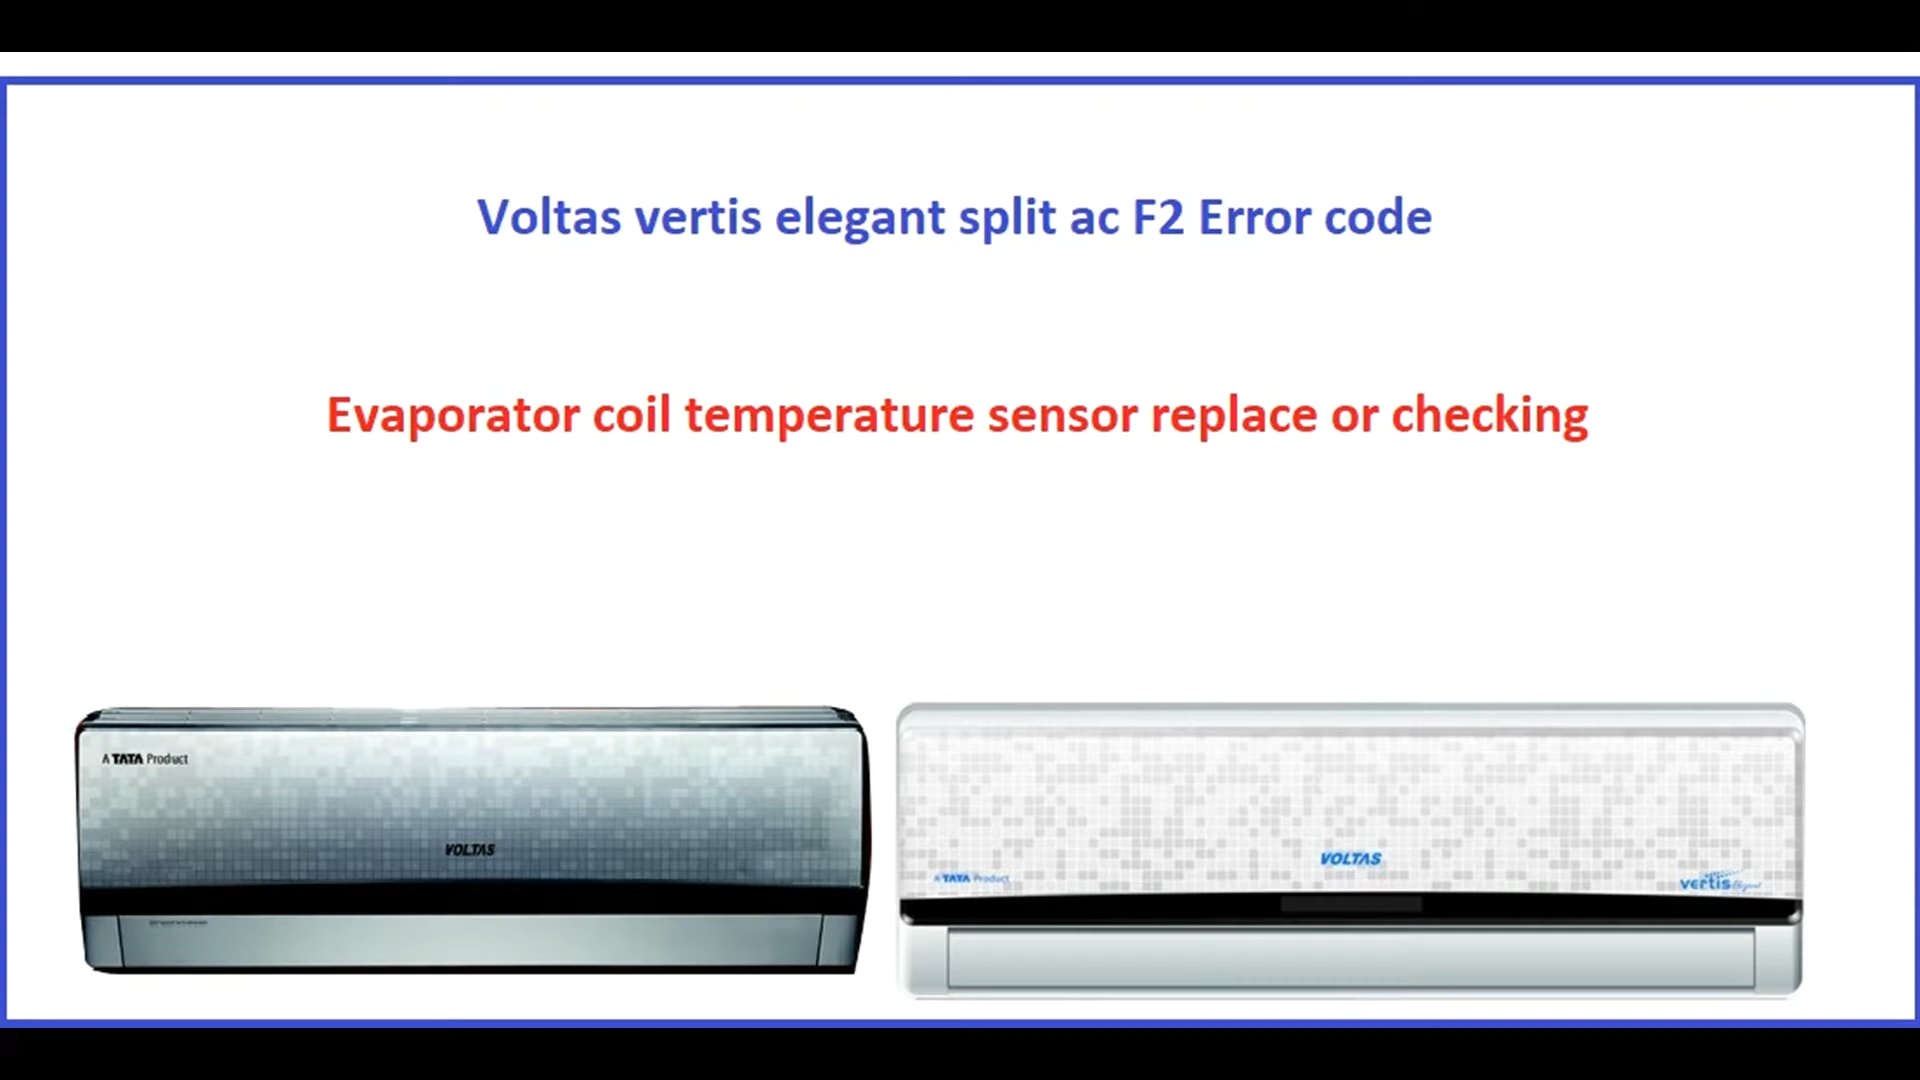 Voltas vertis elegant split ac F2 Error code
Evaporator coil temperature sensor replace or checking
A TATA Product
VOLTAS
VOLTAS
A TATA Product
vertis Elegant